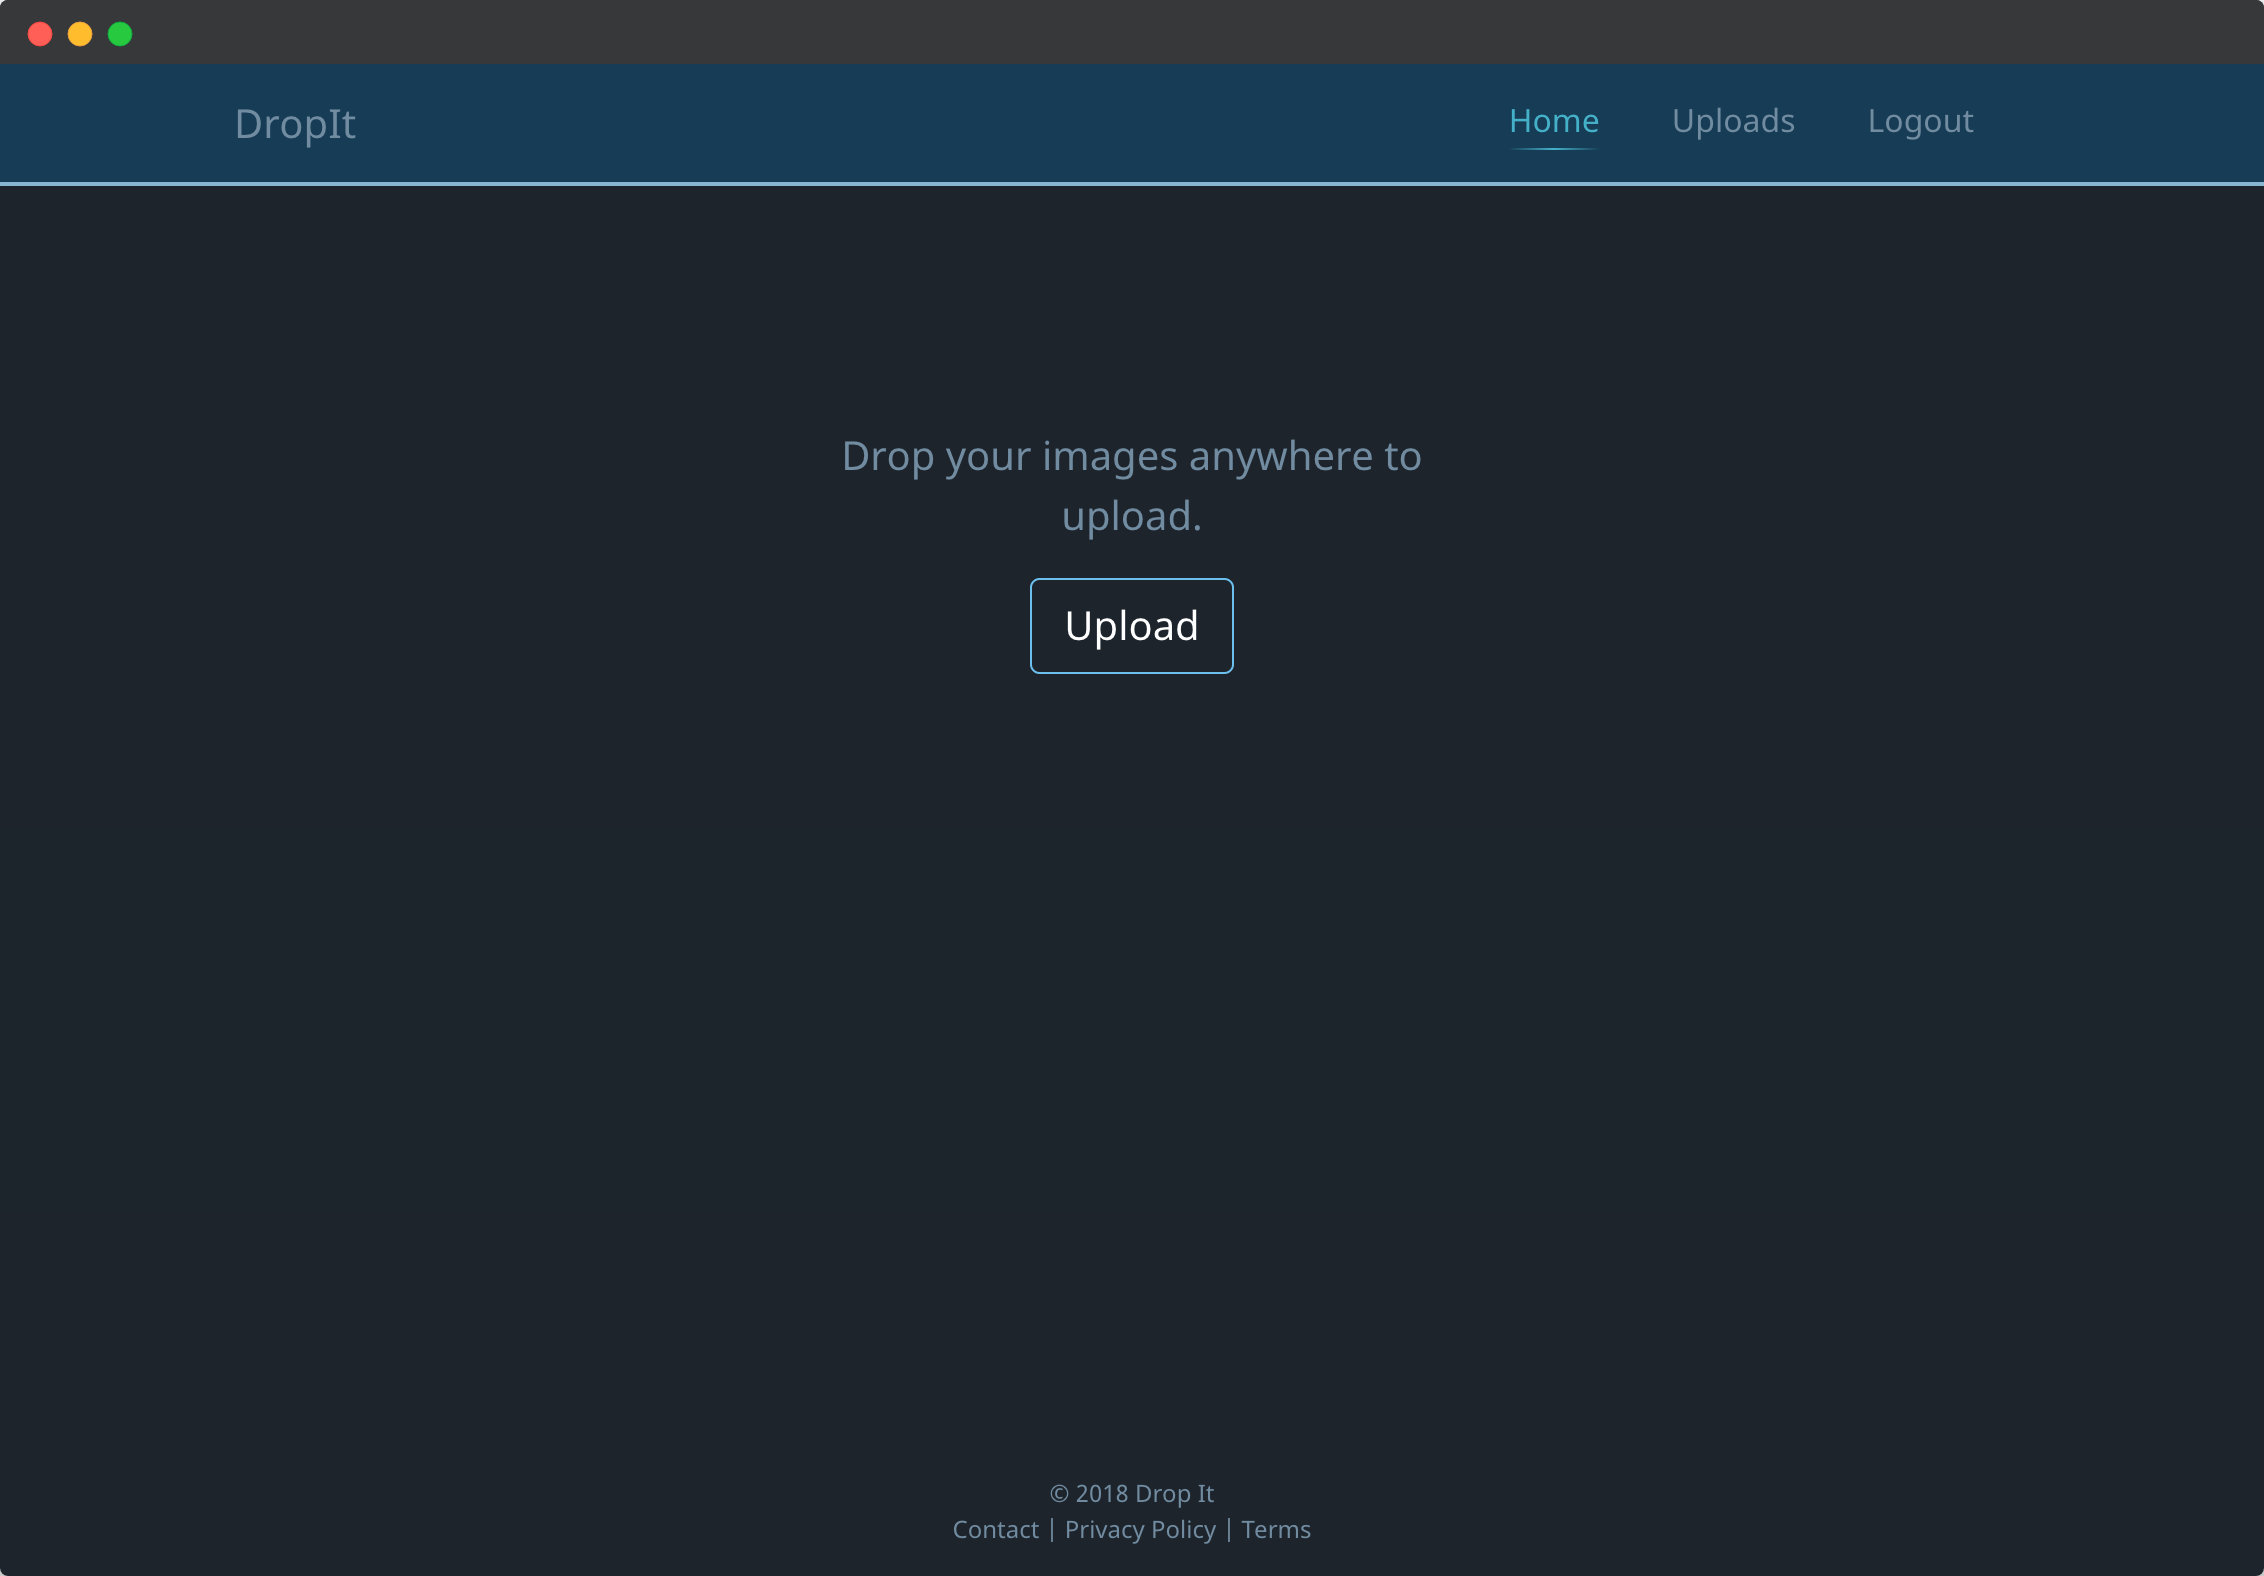 DropIt
Home Uploads Logout
Drop your images anywhere to
upload.
Upload
© 2018 Drop It
Contact | Privacy Policy | Terms